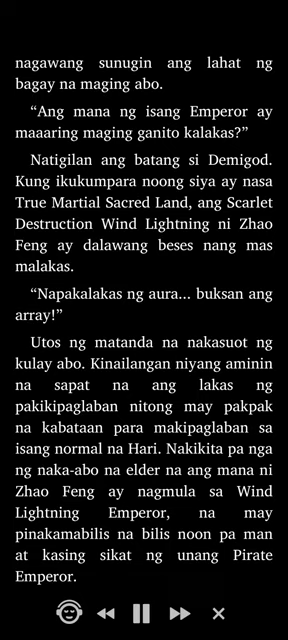 nagawang sunugin ang lahat ng
bagay na maging abo.
“Ang mana ng isang Emperor ay
maaaring maging ganito kalakas?”
Natigilan ang batang si Demigod.
Kung ikukumpara noong siya ay nasa
True Martial Sacred Land, ang Scarlet
Destruction Wind Lightning ni Zhao
Feng ay dalawang beses nang mas
malakas.
“Napakalakas ng aura... buksan ang
array!”
Utos ng matanda na nakasuot ng
kulay abo. Kinailangan niyang aminin
na sapat na ang lakas ng
pakikipaglaban nitong may pakpak
na kabataan para makipaglaban sa
isang normal na Hari. Nakikita pa nga
ng naka-abo na elder na ang mana ni
Zhao Feng ay nagmula sa Wind
Lightning Emperor, na may
pinakamabilis na bilis noon pa man
at kasing sikat ng unang Pirate
Emperor.